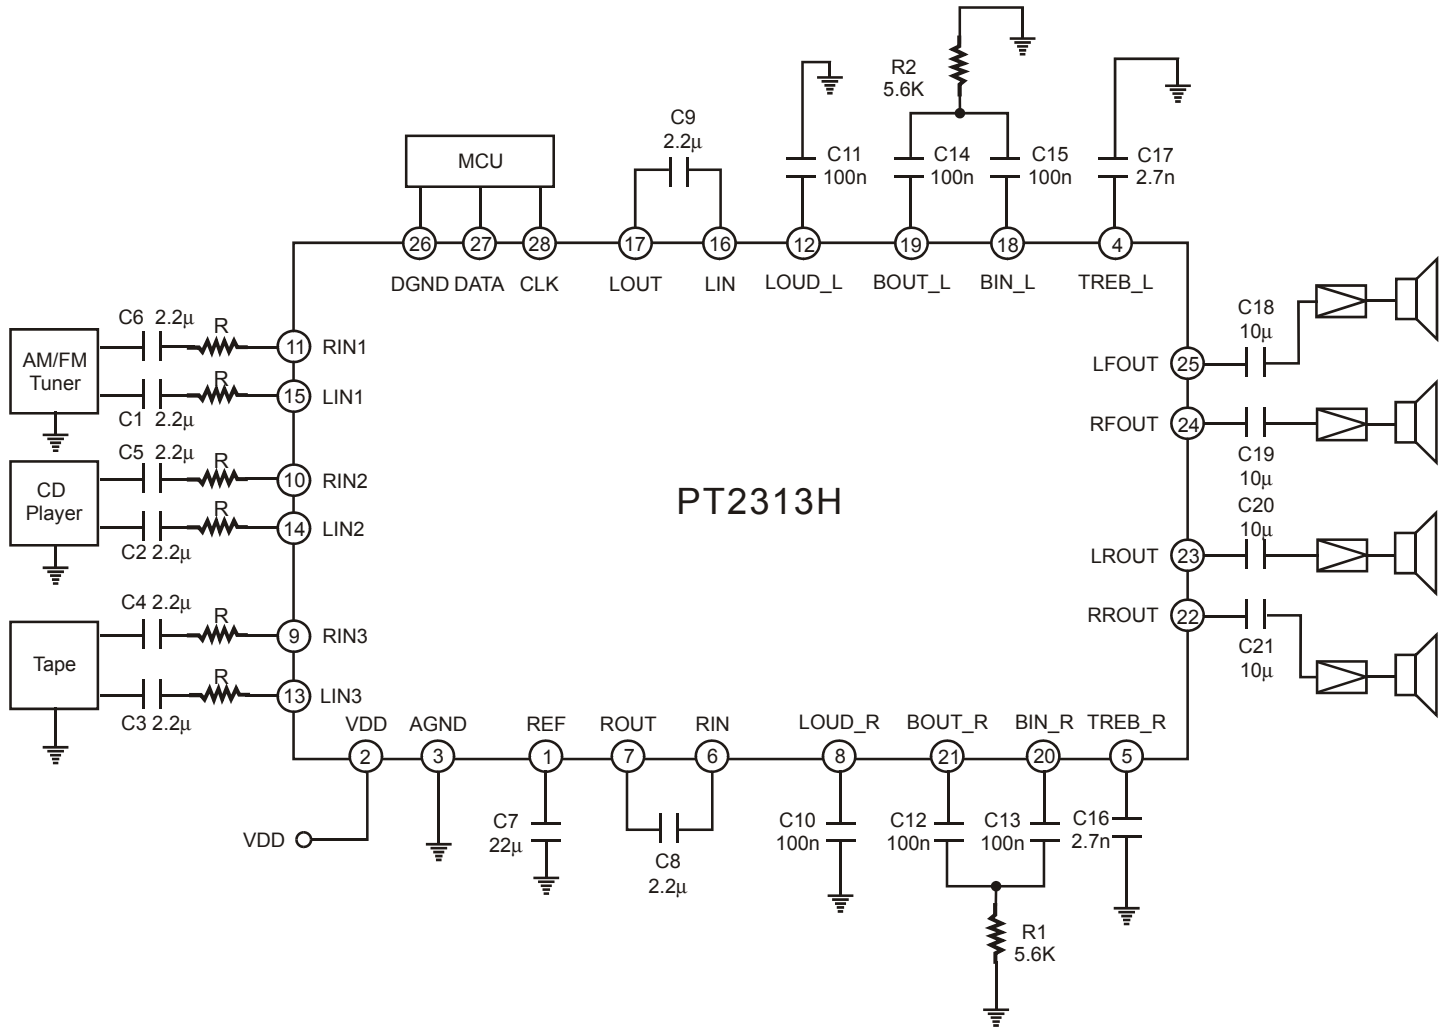 R2
5.6K
C9
2.2μ
MCU
C11
100n
C14
100n
C15
100n
C17
2.7n
26
27
28
17
16
12
19
18
4
DGND
DATA
CLK
LOUT
LIN
LOUD_L
BOUT_L
BIN_L
TREB_L
C6 2.2μ
R
AM/FM
Tuner
11
RIN1
R
15
LIN1
C1 2.2μ
C5 2.2μ
R
CD
Player
10
RIN2
R
14
LIN2
C2 2.2μ
C4 2.2μ
R
Tape
9
RIN3
R
13
LIN3
C3 2.2μ
PT2313H
C18
10μ
LFOUT
25
RFOUT
24
C19
10μ
C20
10μ
LROUT
23
RROUT
22
C21
10μ
VDD
AGND
REF
ROUT
RIN
LOUD_R
BOUT_R
BIN_R
TREB_R
2
3
1
7
6
8
21
20
5
VDD
C7
22μ
C8
2.2μ
C10
100n
C12
100n
C13
100n
C16
2.7n
R1
5.6K